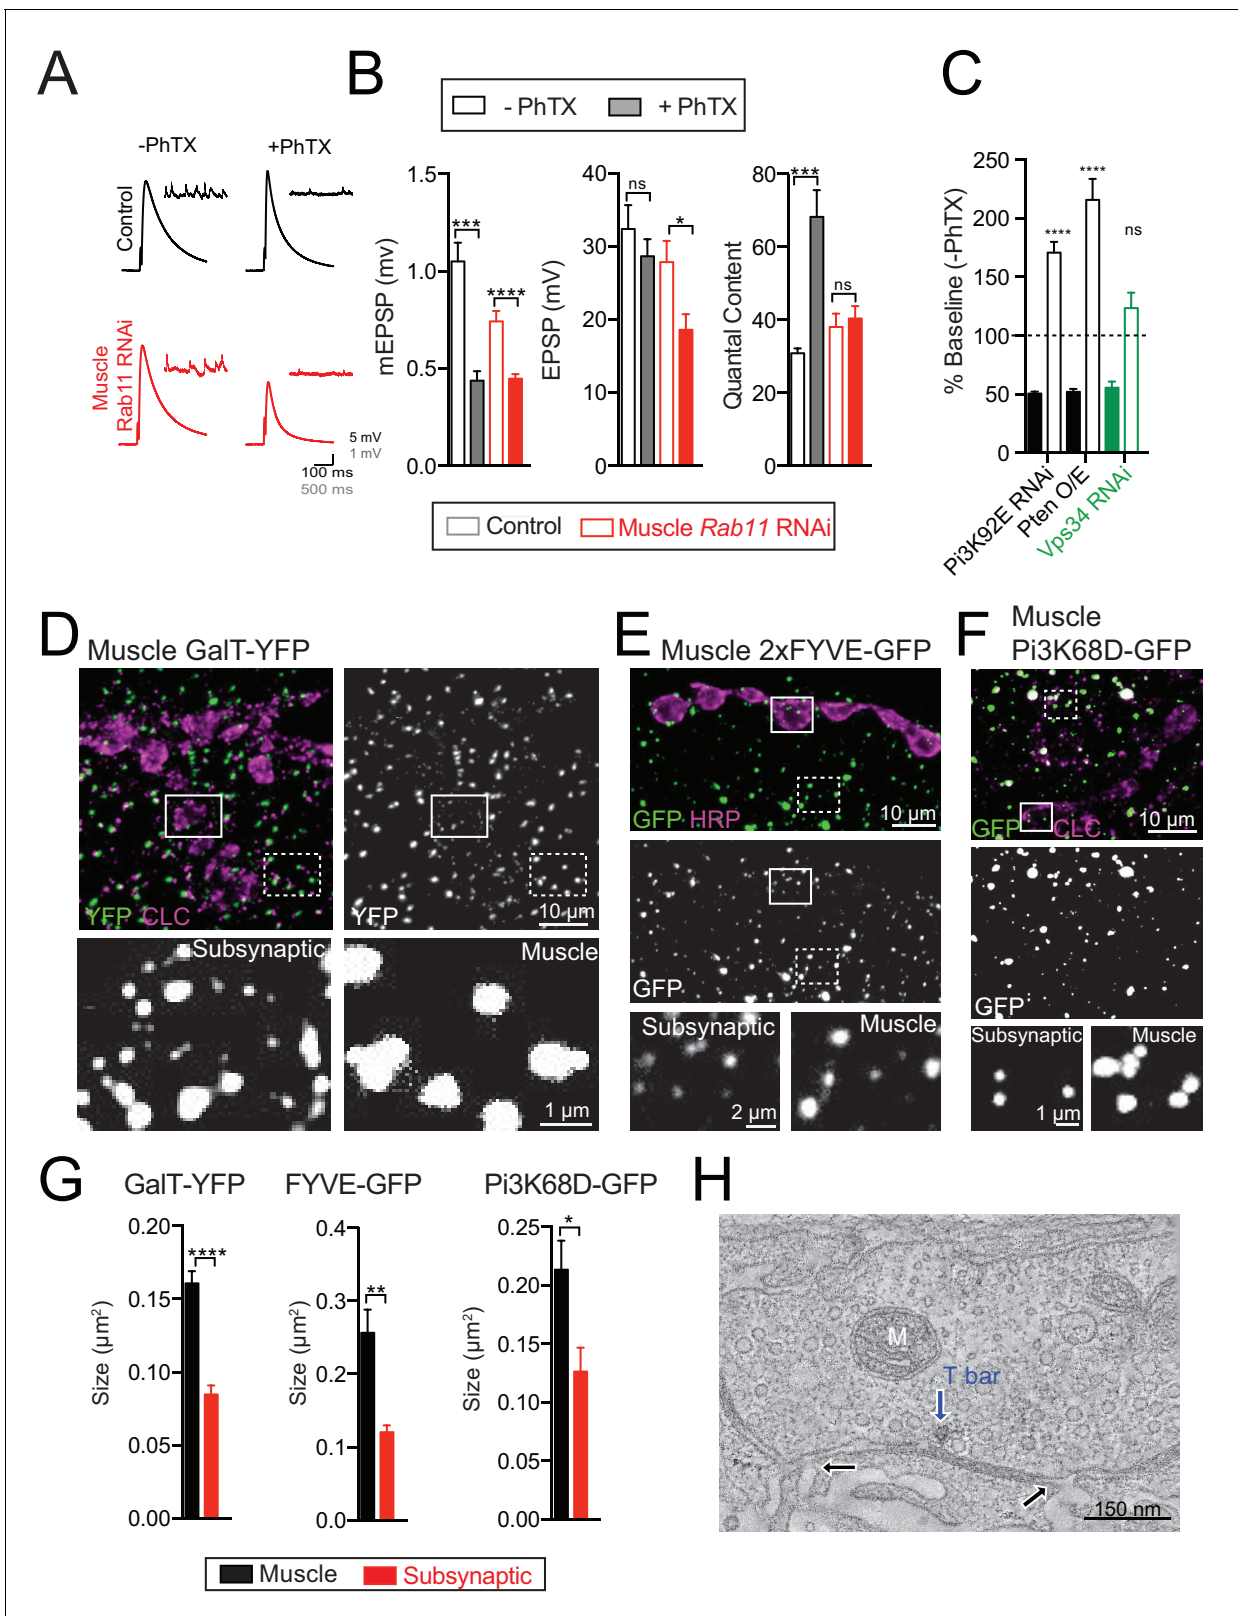 A
-PhTX
+PhTX
Control
Muscle
Rab11 RNAi
5 mV
1 mV
100 ms
500 ms
B
- PhTX
+ PhTX
mEPSP (mv)
1.5
1.0
0.5
0.0
***
****
EPSP (mV)
40
30
20
10
0
ns
*
Quantal Content
80
60
40
20
0
***
ns
Control
Muscle Rab11 RNAi
C
% Baseline (-PhTX)
250
200
150
100
50
0
****
****
ns
Pi3K92E RNAi
Pten O/E
Vps34 RNAi
D
Muscle GalT-YFP
YFP CLC
YFP
10 µm
Subsynaptic
Muscle
1 µm
E
Muscle 2xFYVE-GFP
GFP HRP
10 µm
GFP
Subsynaptic
2 µm
Muscle
F
Muscle
Pi3K68D-GFP
GFP
CLC
10 µm
GFP
Subsynaptic
1 µm
Muscle
G
GalT-YFP
Size (µm²)
0.20
0.15
0.10
0.05
0.00
****
FYVE-GFP
Size (µm²)
0.4
0.3
0.2
0.1
0.0
**
Pi3K68D-GFP
Size (µm²)
0.25
0.20
0.15
0.10
0.05
0.00
*
Muscle
Subsynaptic
H
M
T bar
150 nm